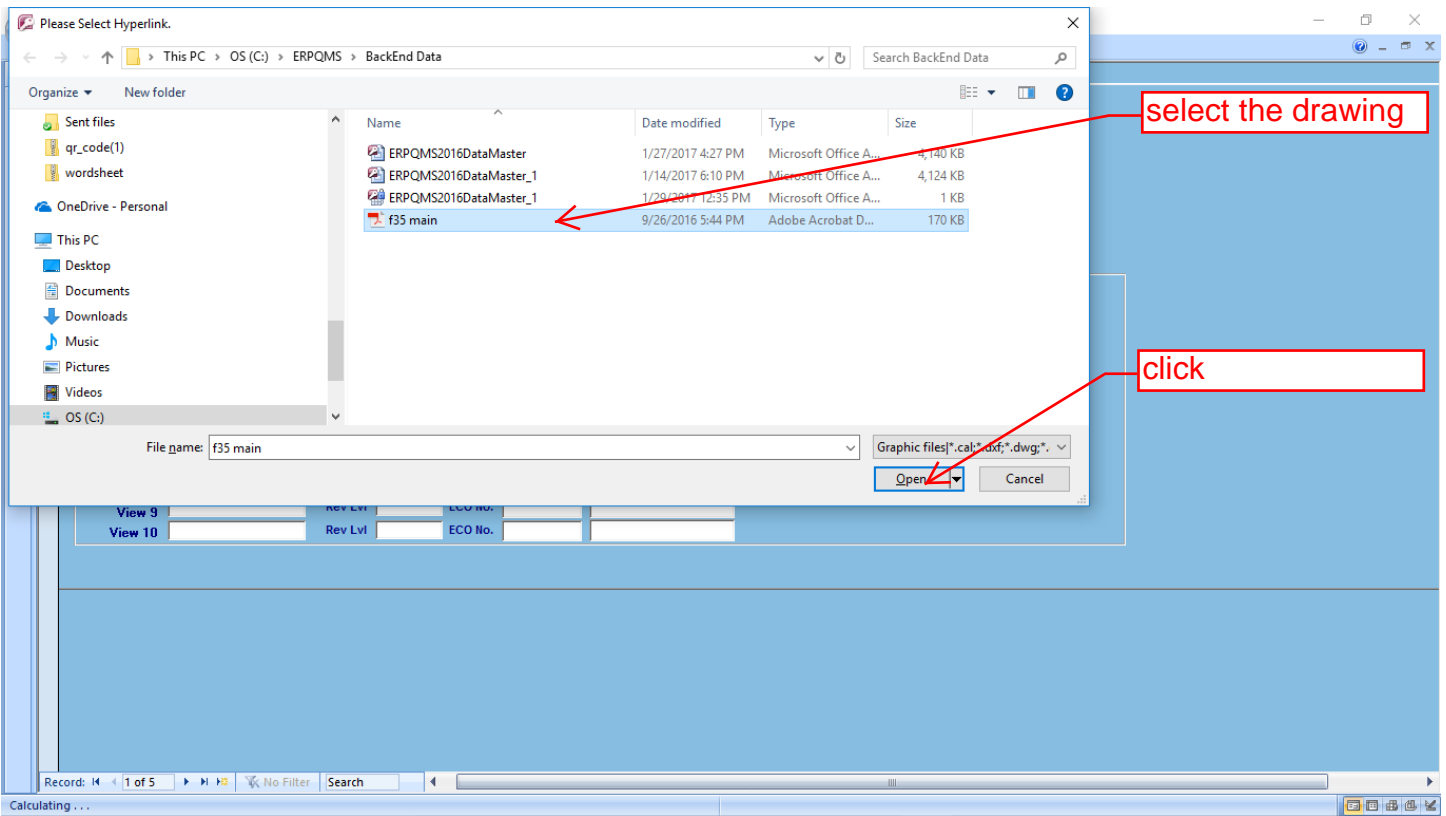 Please Select Hyperlink.
This PC > OS (C:) > ERPQMS > BackEnd Data
Search BackEnd Data
Organize
New folder
select the drawing
Sent files
qr_code(1)
wordsheet
OneDrive - Personal
This PC
Desktop
Documents
Downloads
Music
Pictures
Videos
OS (C:)
Name Date modified Type Size
ERPQMS2016DataMaster 1/27/2017 4:27 PM Microsoft Office A... 4,140 KB
ERPQMS2016DataMaster_1 1/14/2017 6:10 PM Microsoft Office A... 4,124 KB
ERPQMS2016DataMaster_1 1/29/2017 12:35 PM Microsoft Office A... 1 KB
f35 main 9/26/2016 5:44 PM Adobe Acrobat D... 170 KB
click
File name: f35 main
Graphic files|*.cal;*.dxf;*.dwg;*.
Open Cancel
View 9 Rev Lvl ECO No.
View 10 Rev Lvl ECO No.
Record: 1 of 5 No Filter Search
Calculating . . .